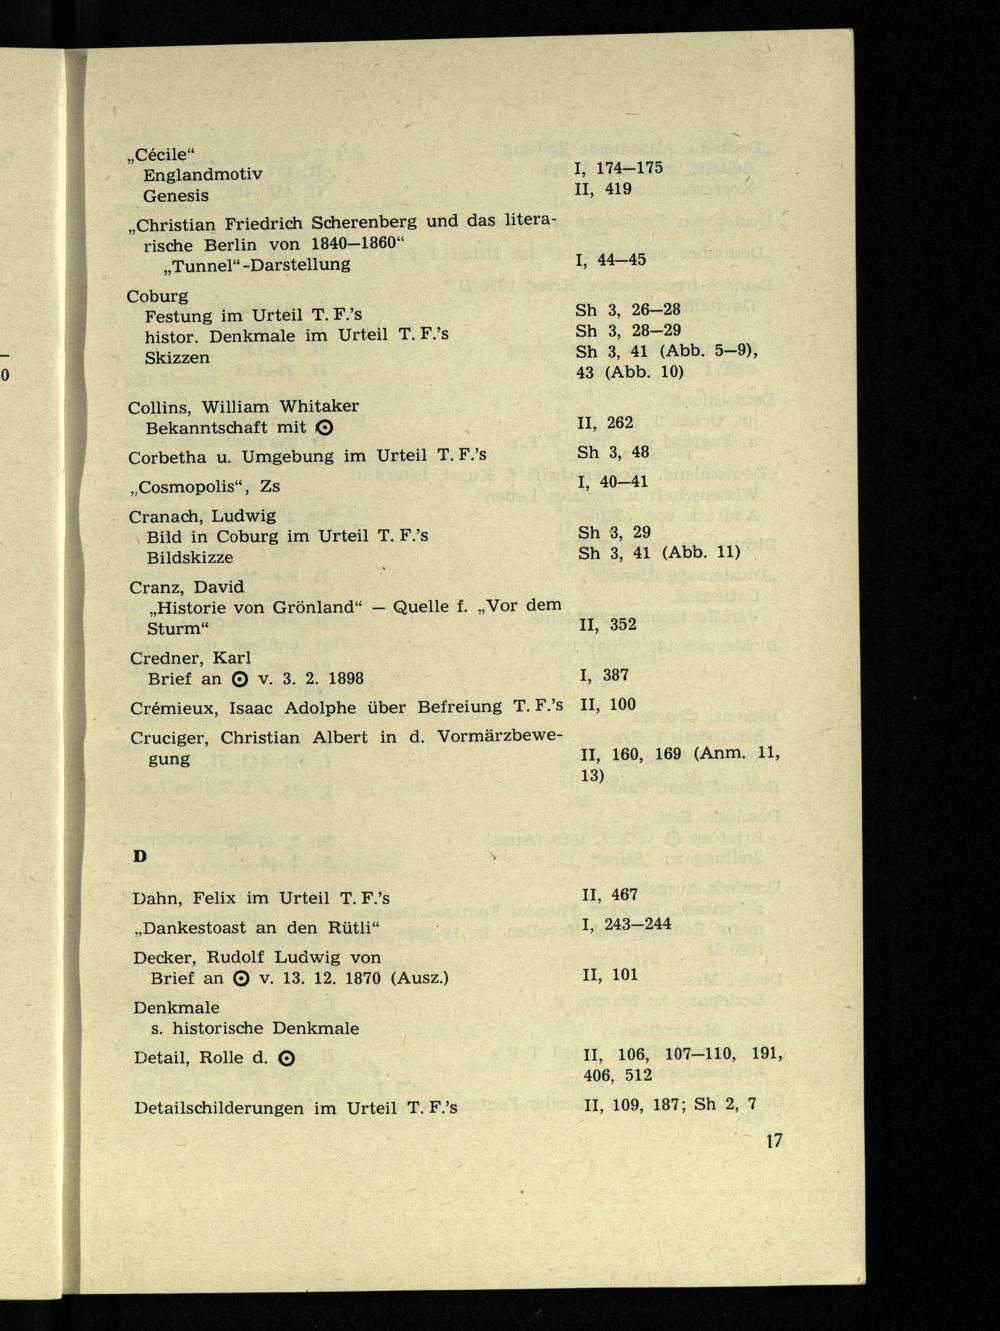 „Cécile“
Englandmotiv I, 174—175
Genesis II, 419
„Christian Friedrich Scherenberg und das litera-
rische Berlin von 1840—1860“
„Tunnel“-Darstellung I, 44—45
Coburg
Festung im Urteil T. F.'s Sh 3, 26—28
histor. Denkmale im Urteil T. F.'s Sh 3, 28—29
Skizzen Sh 3, 41 (Abb. 5—9),
43 (Abb. 10)
Collins, William Whitaker
Bekanntschaft mit ⊙ II, 262
Corbetha u. Umgebung im Urteil T. F.'s Sh 3, 48
„Cosmopolis“, Zs I, 40—41
Cranach, Ludwig
Bild in Coburg im Urteil T. F.'s Sh 3, 29
Bildskizze Sh 3, 41 (Abb. 11)
Cranz, David
„Historie von Grönland“ — Quelle f. „Vor dem
Sturm“ II, 352
Credner, Karl
Brief an ⊙ v. 3. 2. 1898 I, 387
Crémieux, Isaac Adolphe über Befreiung T. F.'s II, 100
Cruciger, Christian Albert in d. Vormärzbewe-
gung II, 160, 169 (Anm. 11,
13)
D
Dahn, Felix im Urteil T. F.'s II, 467
„Dankestoast an den Rütli“ I, 243—244
Decker, Rudolf Ludwig von
Brief an ⊙ v. 13. 12. 1870 (Ausz.) II, 101
Denkmale
s. historische Denkmale
Detail, Rolle d. ⊙ II, 106, 107—110, 191,
406, 512
Detailschilderungen im Urteil T. F.'s II, 109, 187; Sh 2, 7
17